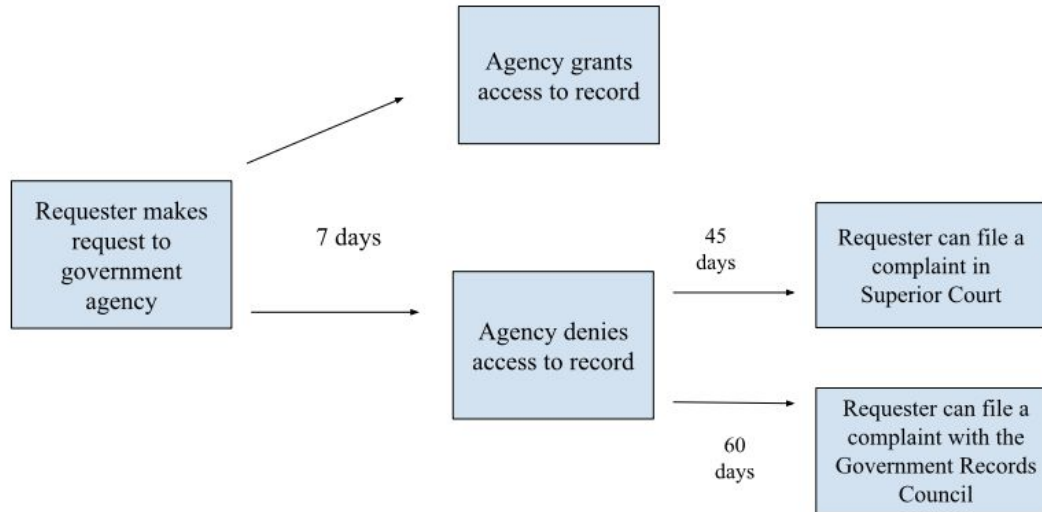 Agency grants
access to record
Requester makes
request to
government
agency
7 days
Agency denies
access to record
45
days
Requester can file a
complaint in
Superior Court
60
days
Requester can file a
complaint with the
Government Records
Council